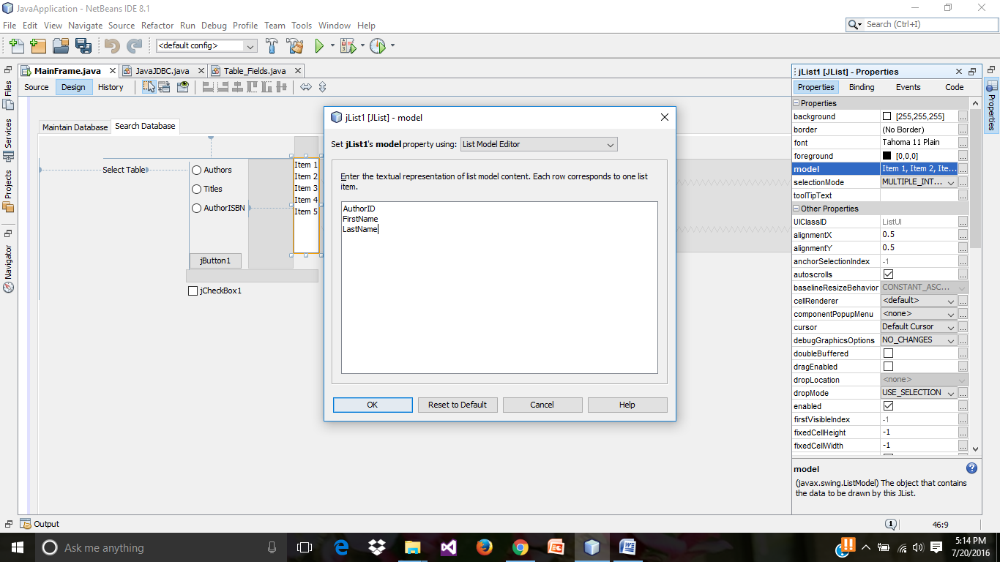 JavaApplication - NetBeans IDE 8.1
File Edit View Navigate Source Refactor Run Debug Profile Team Tools Window Help
Search (Ctrl+I)
<default config>
MainFrame.java JavaJDBC.java Table_Fields.java
Source Design History
Files
Services
Projects
Navigator
Maintain Database Search Database
Select Table
Authors
Titles
AuthorISBN
jButton1
jCheckBox1
Item 1
Item 2
Item 3
Item 4
Item 5
jList1 [JList] - model
Set jList1's model property using: List Model Editor
Enter the textual representation of list model content. Each row corresponds to one list
item.
AuthorID
FirstName
LastName
OK Reset to Default Cancel Help
jList1 [JList] - Properties
Properties Binding Events Code
Properties
background [255,255,255] ...
border (No Border) ...
font Tahoma 11 Plain ...
foreground [0,0,0] ...
model Item 1, Item 2, Ite... ...
selectionMode MULTIPLE_INT... ...
toolTipText ...
Other Properties
UIClassID ListUI ...
alignmentX 0.5 ...
alignmentY 0.5 ...
anchorSelectionIndex -1 ...
autoscrolls ...
baselineResizeBehavior CONSTANT_ASC... ...
cellRenderer <default> ...
componentPopupMenu <none> ...
cursor Default Cursor ...
debugGraphicsOptions NO_CHANGES ...
doubleBuffered ...
dragEnabled ...
dropLocation <none> ...
dropMode USE_SELECTION ...
enabled ...
firstVisibleIndex -1 ...
fixedCellHeight -1 ...
fixedCellWidth -1 ...
model
(javax.swing.ListModel) The object that contains
the data to be drawn by this JList.
Properties
Output
1
46:9
Ask me anything
5:14 PM
7/20/2016